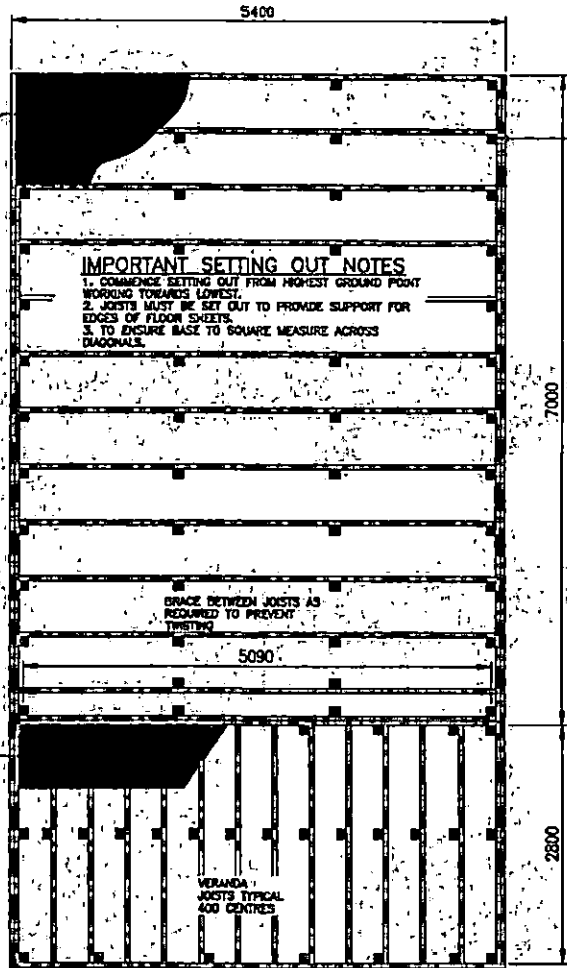 5400
IMPORTANT SETTING OUT NOTES
1. COMMENCE SETTING OUT FROM HIGHEST GROUND POINT
WORKING TOWARDS LOWEST.
2. JOISTS MUST BE SET OUT TO PROVIDE SUPPORT FOR
EDGES OF FLOOR SHEETS.
3. TO ENSURE BASE TO SQUARE MEASURE ACROSS
DIAGONALS.
7000
BRACE BETWEEN JOISTS AS
REQUIRED TO PREVENT
TWISTING
5090
2800
VERANDA
JOISTS TYPICAL
400 CENTRES